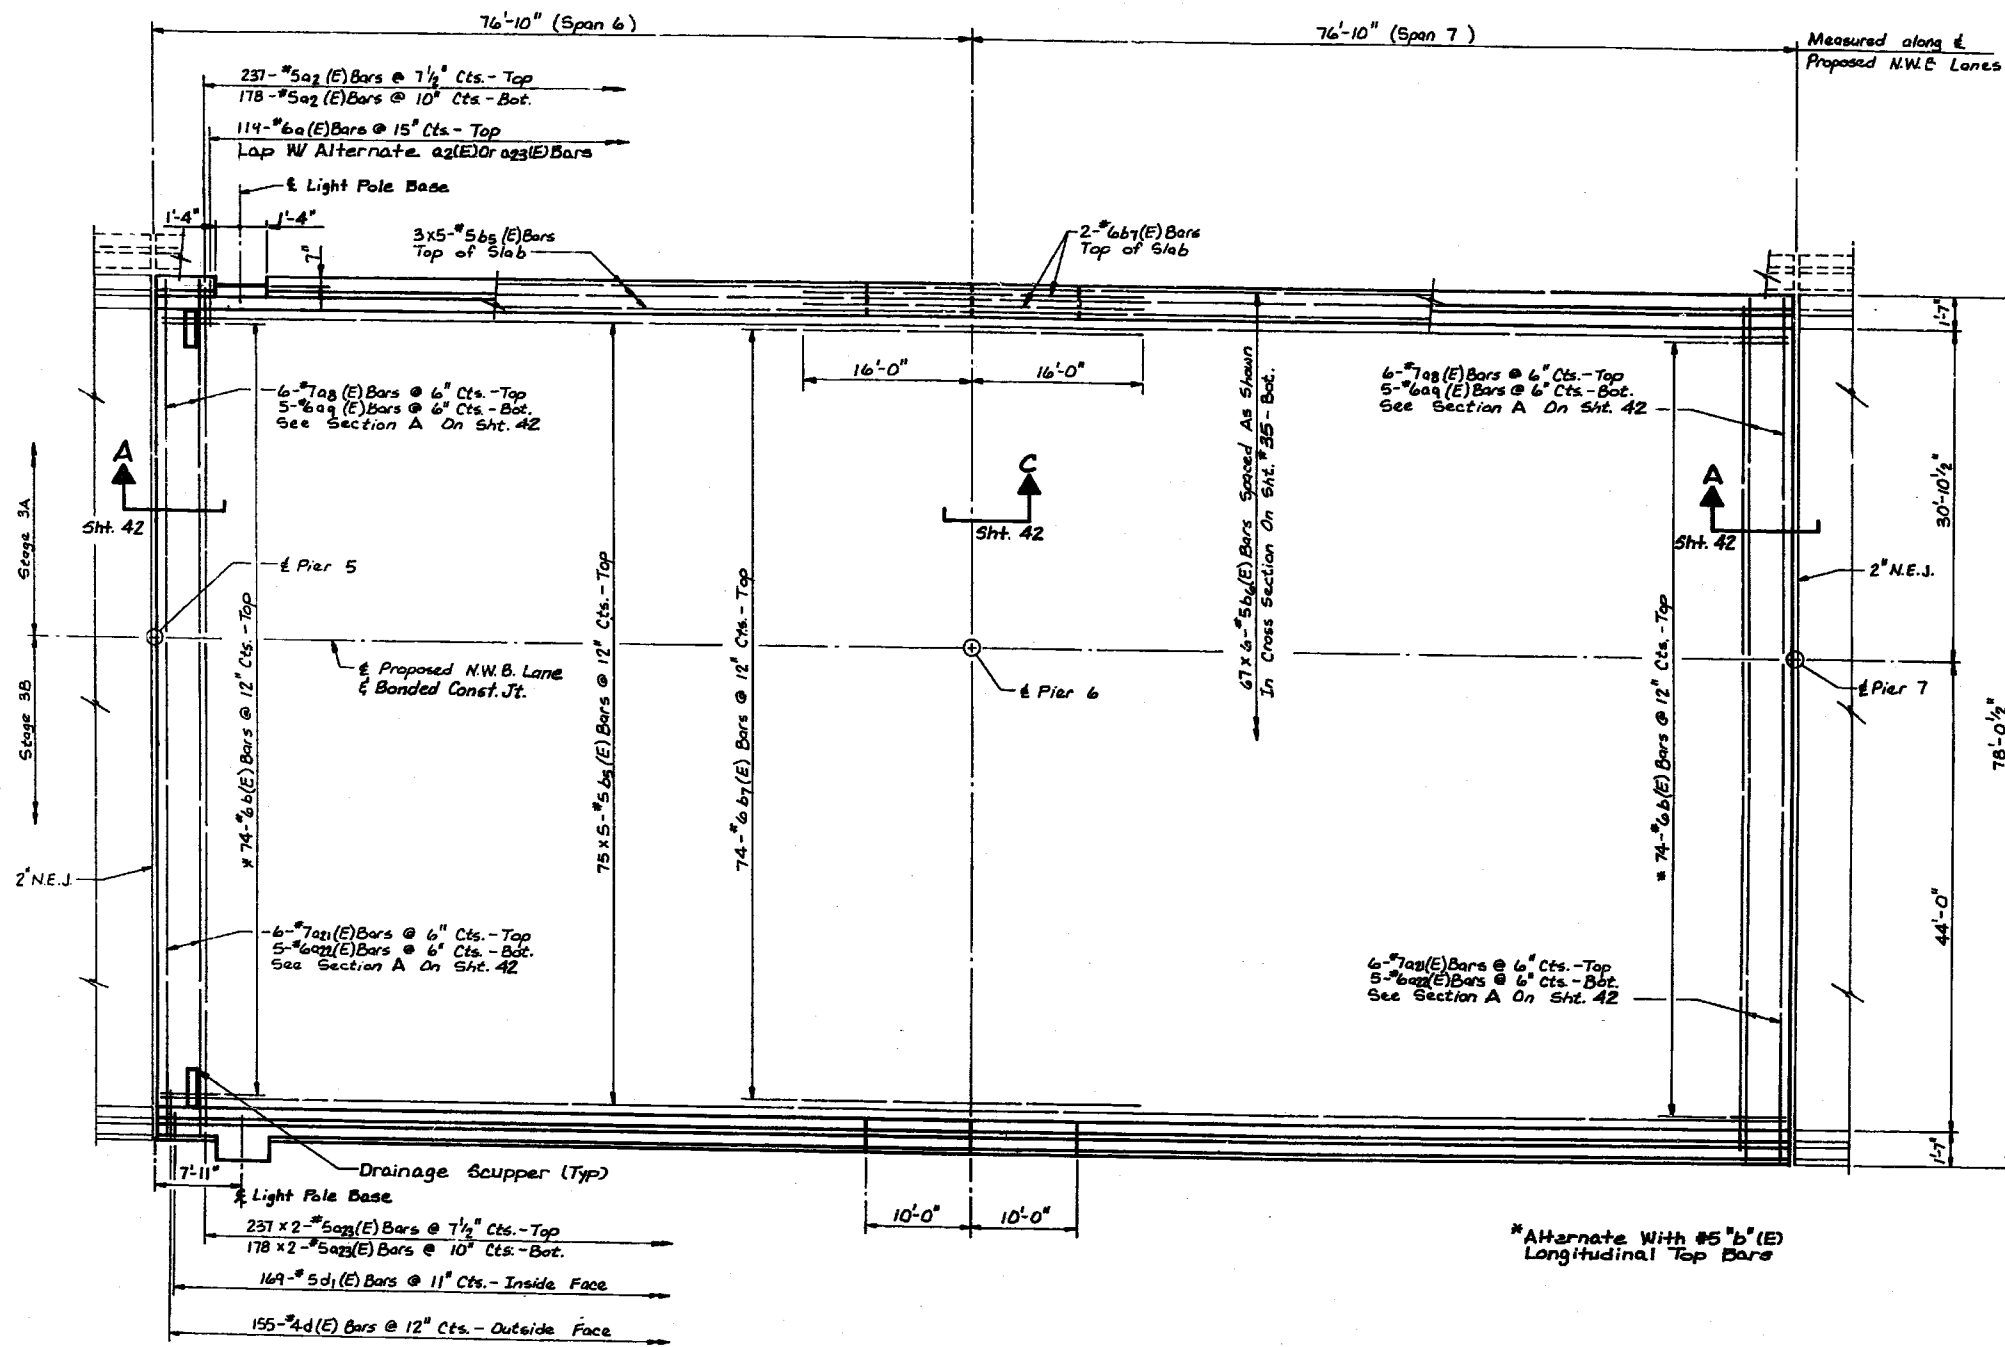 76'-10" (Span 6)
76'-10" (Span 7)
Measured along ℄
Proposed N.W.B Lanes
237-#5a2 (E) Bars @ 7½" Cts.-Top
178-#5a2 (E) Bars @ 10" Cts.-Bot.
114-#6a(E) Bars @ 15" Cts.-Top
Lap W/ Alternate a2(E) Or a23(E) Bars
℄ Light Pole Base
1'-4"
1'-4"
7"
3x5-#5b5 (E) Bars
Top of Slab
2-#6b7(E) Bars
Top of Slab
1'-7"
16'-0"
16'-0"
6-#7a8 (E) Bars @ 6" Cts.-Top
5-#6a9 (E) Bars @ 6" Cts.-Bot.
See Section A On Sht. 42
6-#7a8 (E) Bars @ 6" Cts.-Top
5-#6a9 (E) Bars @ 6" Cts.-Bot.
See Section A On Sht. 42
A
Sht. 42
C
Sht. 42
A
Sht. 42
30'-10½"
Stage 3A
Stage 3B
℄ Pier 5
℄ Proposed N.W.B. Lane
℄ Bonded Const. Jt.
℄ Pier 6
℄ Pier 7
2" N.E.J.
2" N.E.J.
* 74-#6b(E) Bars @ 12" Cts.-Top
75x5-#5b5(E) Bars @ 12" Cts.-Top
74-#6b7(E) Bars @ 12" Cts.-Top
67x6-#5b6(E) Bars Spaced As Shown
In Cross Section On Sht. #35-Bot.
* 74-#6b(E) Bars @ 12" Cts.-Top
78'-0½"
44'-0"
6-#7a21(E) Bars @ 6" Cts.-Top
5-#6a22(E) Bars @ 6" Cts.-Bot.
See Section A On Sht. 42
6-#7a21(E) Bars @ 6" Cts.-Top
5-#6a22(E) Bars @ 6" Cts.-Bot.
See Section A On Sht. 42
1'-7"
7'-11"
Drainage Scupper (Typ)
℄ Light Pole Base
10'-0"
10'-0"
237 x 2-#5a23(E) Bars @ 7½" Cts.-Top
178 x 2-#5a23(E) Bars @ 10" Cts.-Bot.
169-#5d1(E) Bars @ 11" Cts.-Inside Face
155-#4d(E) Bars @ 12" Cts.-Outside Face
*Alternate With #5 "b"(E)
Longitudinal Top Bars